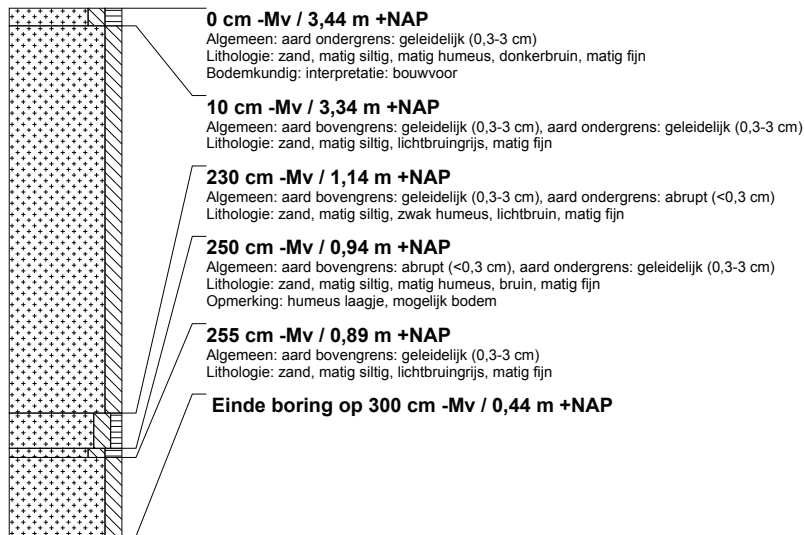 0 cm -Mv / 3,44 m +NAP
Algemeen: aard ondergrens: geleidelijk (0,3-3 cm)
Lithologie: zand, matig siltig, matig humeus, donkerbruin, matig fijn
Bodemkundig: interpretatie: bouwvoor
10 cm -Mv / 3,34 m +NAP
Algemeen: aard bovengrens: geleidelijk (0,3-3 cm), aard ondergrens: geleidelijk (0,3-3 cm)
Lithologie: zand, matig siltig, lichtbruingrijs, matig fijn
230 cm -Mv / 1,14 m +NAP
Algemeen: aard bovengrens: geleidelijk (0,3-3 cm), aard ondergrens: abrupt (<0,3 cm)
Lithologie: zand, matig siltig, zwak humeus, lichtbruin, matig fijn
250 cm -Mv / 0,94 m +NAP
Algemeen: aard bovengrens: abrupt (<0,3 cm), aard ondergrens: geleidelijk (0,3-3 cm)
Lithologie: zand, matig siltig, matig humeus, bruin, matig fijn
Opmerking: humeus laagje, mogelijk bodem
255 cm -Mv / 0,89 m +NAP
Algemeen: aard bovengrens: geleidelijk (0,3-3 cm)
Lithologie: zand, matig siltig, lichtbruingrijs, matig fijn
Einde boring op 300 cm -Mv / 0,44 m +NAP